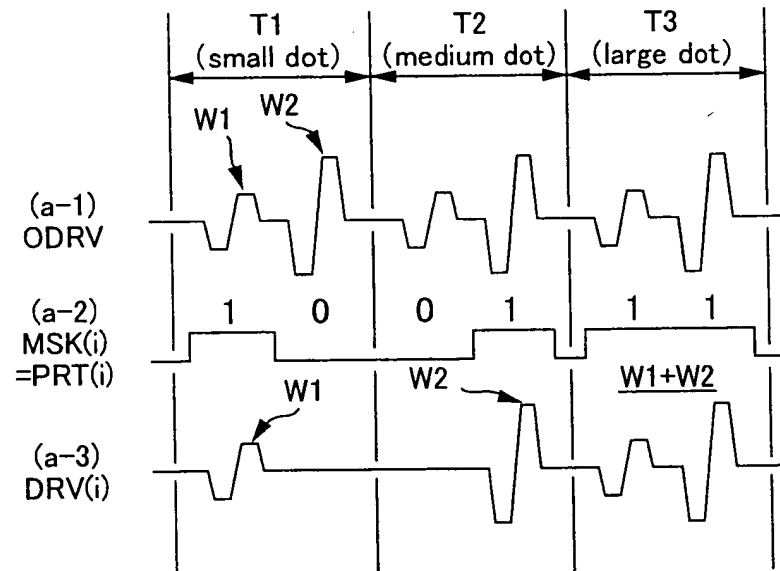 T1 T2 T3
(small dot) (medium dot) (large dot)
W1 W2
(a-1)
ODRV
(a-2) 1 0 0 1 1 1
MSK(i)
=PRT(i)
W1 W2 W1+W2
(a-3)
DRV(i)